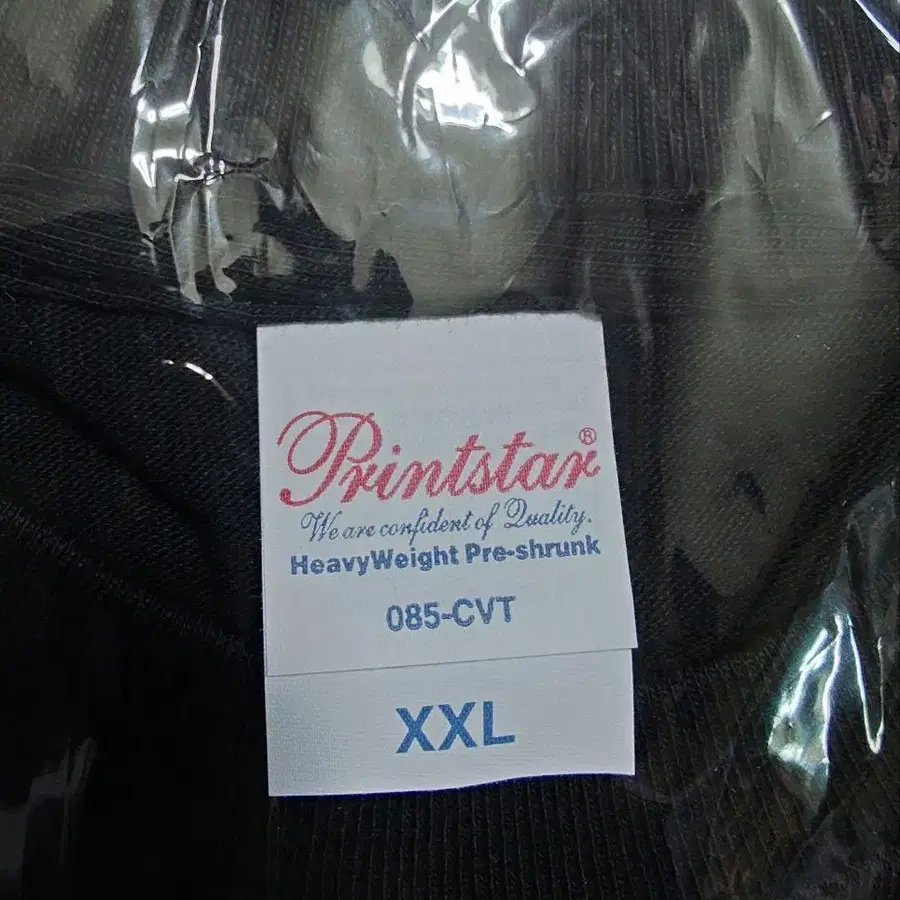 Printstar®
We are confident of Quality.
HeavyWeight Pre-shrunk
085-CVT
XXL